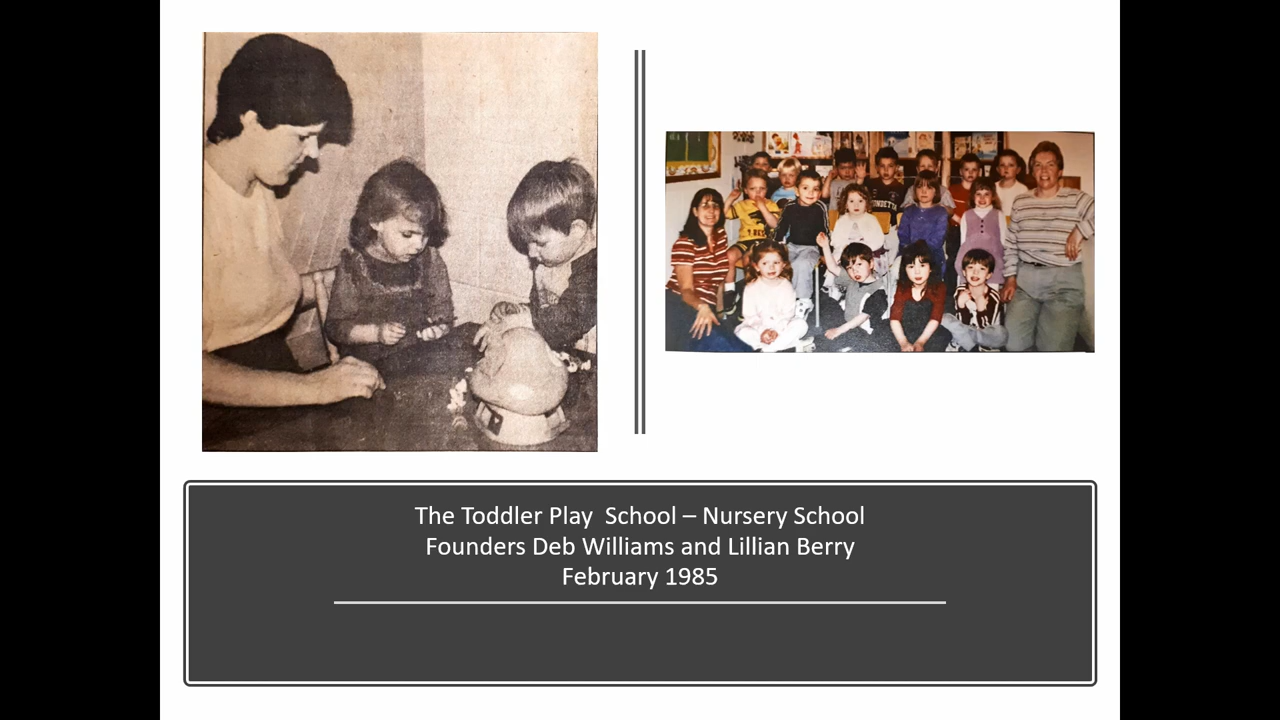 The Toddler Play  School – Nursery School
Founders Deb Williams and Lillian Berry
February 1985